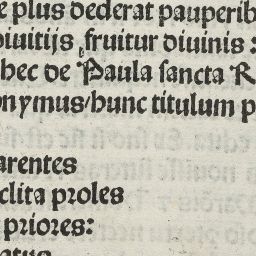 e plus dederat pauperib
diuitijs , fruitur diuinis :
hec de Paula sancta R
onymus/hunc titulum p
arentes
clita proles
priores: